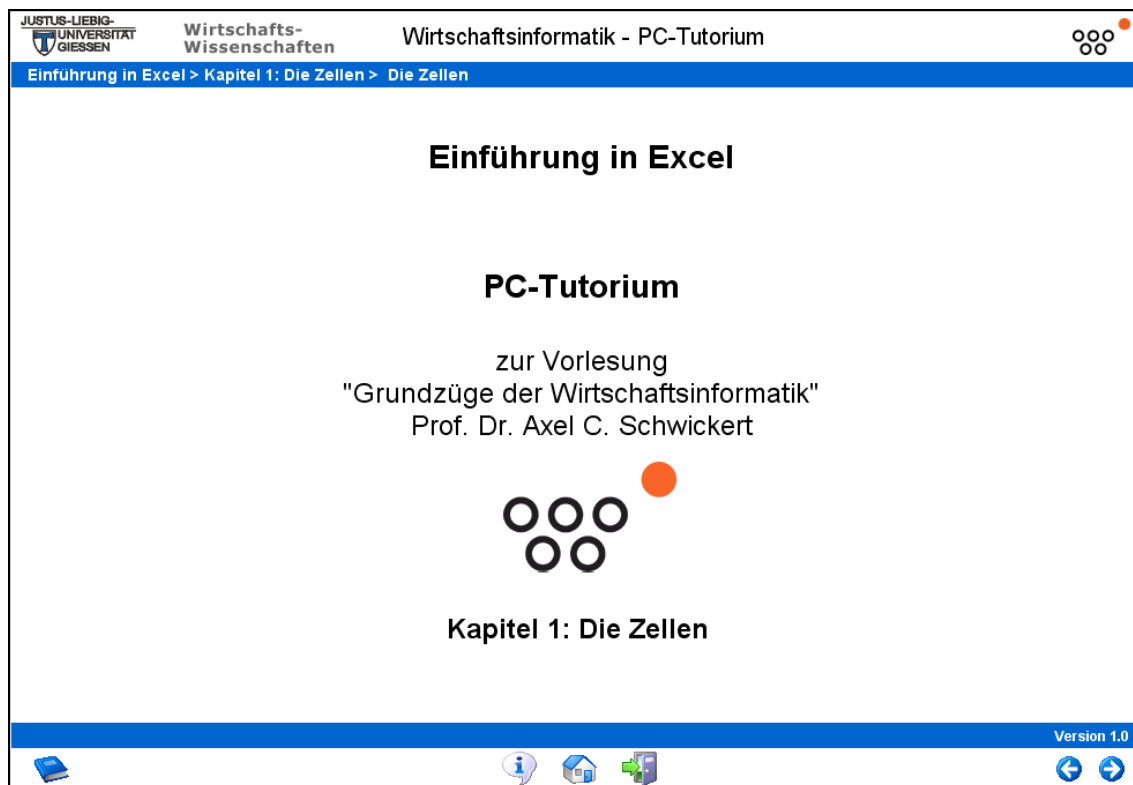 JUSTUS-LIEBIG-
UNIVERSITÄT
GIESSEN
Wirtschafts-
Wissenschaften
Wirtschaftsinformatik - PC-Tutorium
Einführung in Excel > Kapitel 1: Die Zellen > Die Zellen
Einführung in Excel
PC-Tutorium
zur Vorlesung
"Grundzüge der Wirtschaftsinformatik"
Prof. Dr. Axel C. Schwickert
Kapitel 1: Die Zellen
Version 1.0